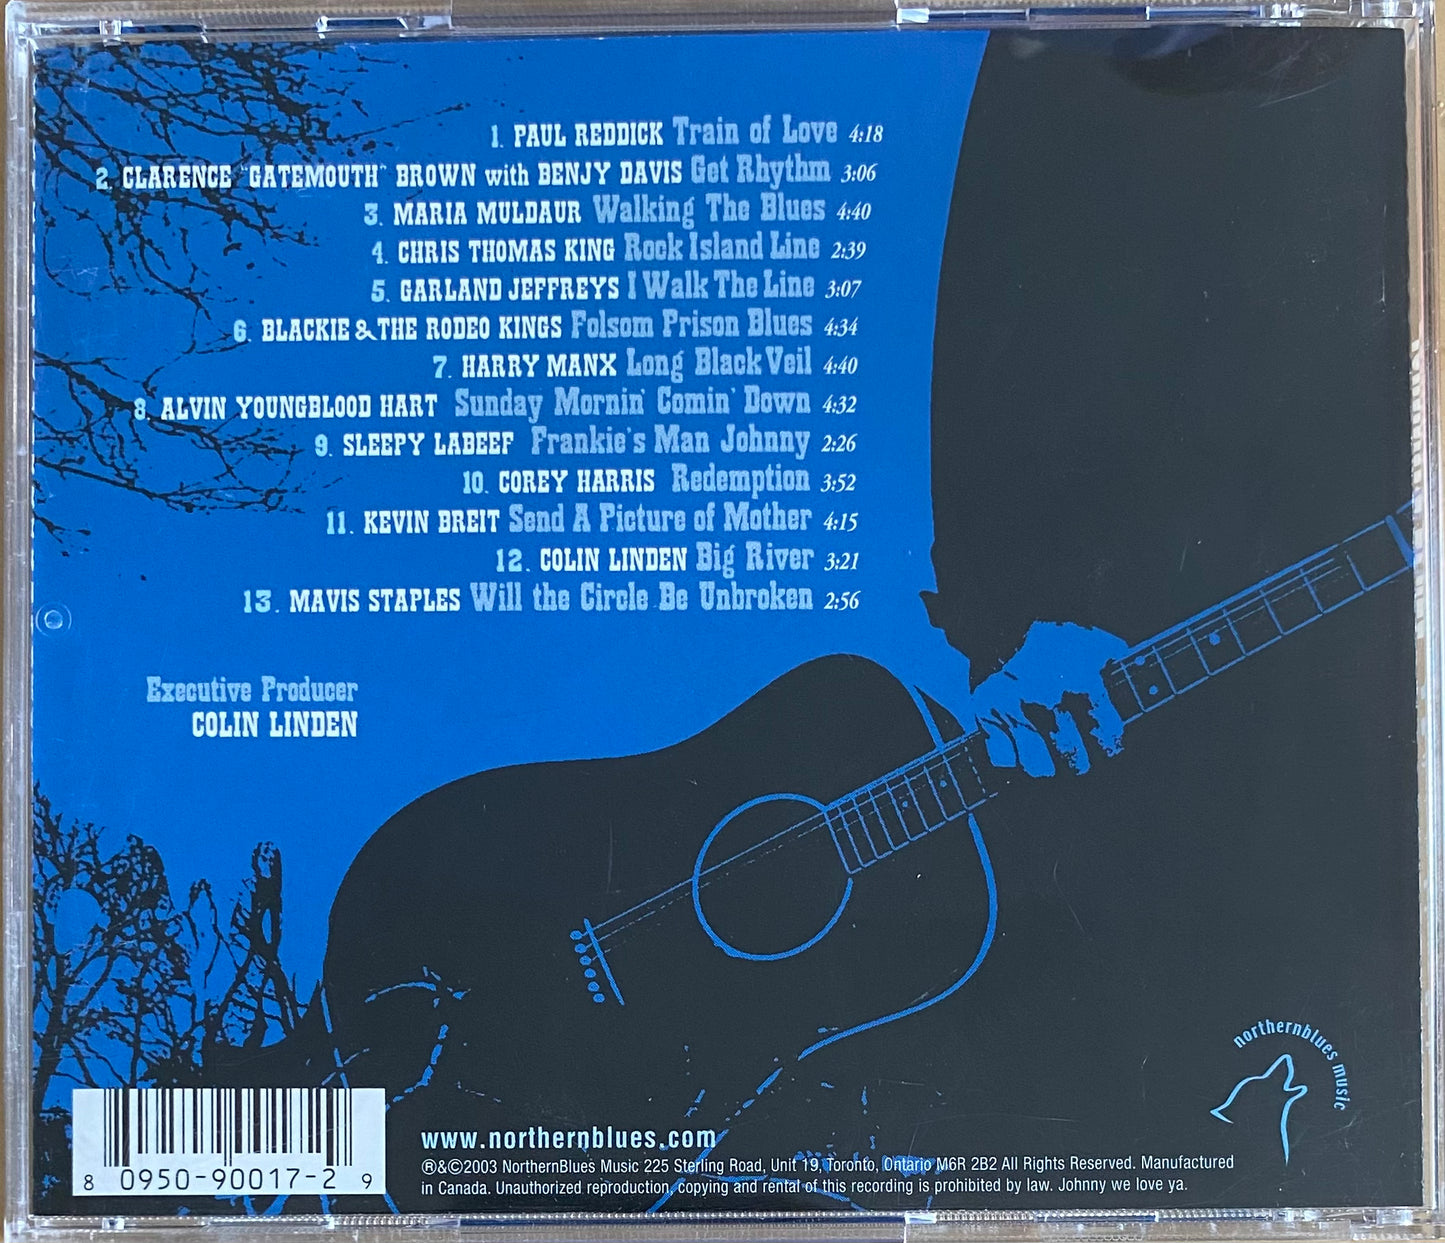 1. PAUL REDDICK Train of Love 4:18
2. CLARENCE "GATEMOUTH" BROWN with BENJY DAVIS Get Rhythm 3:06
3. MARIA MULDAUR Walking The Blues 4:40
4. CHRIS THOMAS KING Rock Island Line 2:39
5. GARLAND JEFFREYS I Walk The Line 3:07
6. BLACKIE & THE RODEO KINGS Folsom Prison Blues 4:34
7. HARRY MANX Long Black Veil 4:40
8. ALVIN YOUNGBLOOD HART Sunday Mornin' Comin' Down 4:32
9. SLEEPY LABEEF Frankie's Man Johnny 2:26
10. COREY HARRIS Redemption 3:52
11. KEVIN BREIT Send A Picture of Mother 4:15
12. COLIN LINDEN Big River 3:21
13. MAVIS STAPLES Will the Circle Be Unbroken 2:56
Executive Producer
COLIN LINDEN
northernblues music
8 0950-90017-2 9
www.northernblues.com
℗&©2003 NorthernBlues Music 225 Sterling Road, Unit 19, Toronto, Ontario M6R 2B2 All Rights Reserved. Manufactured
in Canada. Unauthorized reproduction, copying and rental of this recording is prohibited by law. Johnny we love ya.